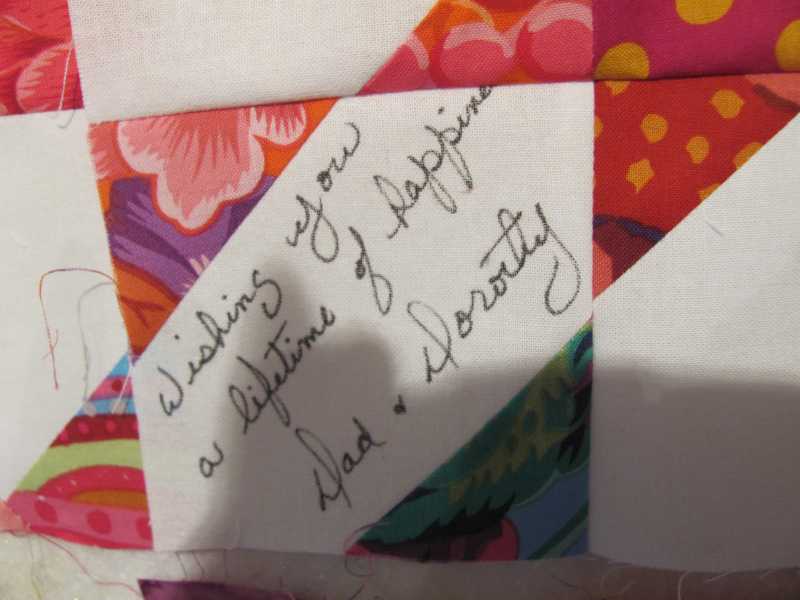 Wishing you
a lifetime of happine
Dad & Dorothy